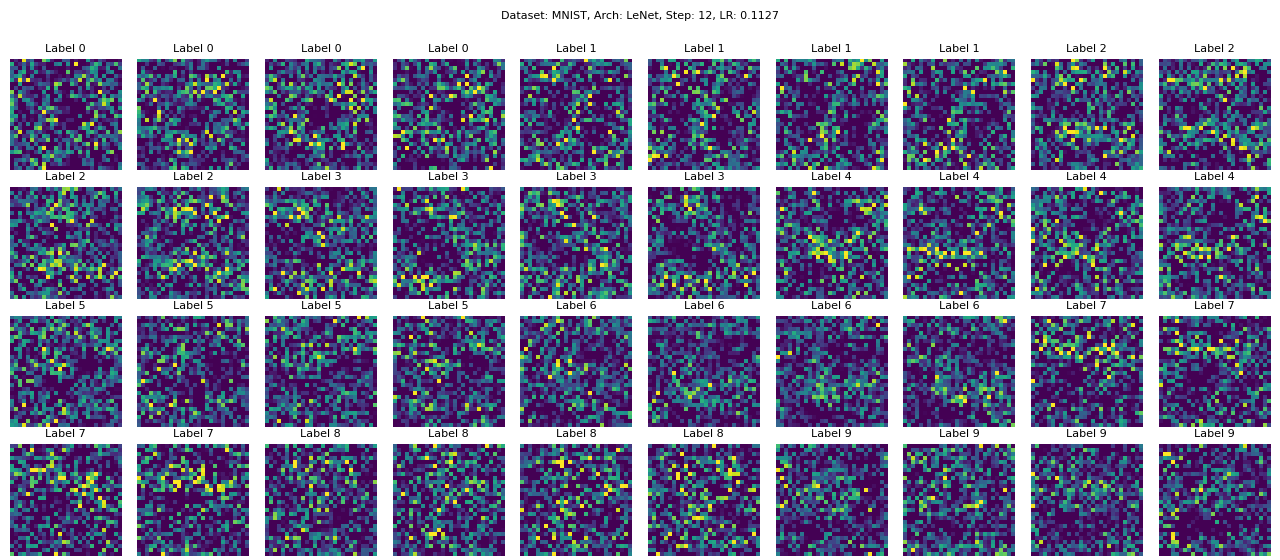 Dataset: MNIST, Arch: LeNet, Step: 12, LR: 0.1127
Label 0 Label 0 Label 0 Label 0 Label 1 Label 1 Label 1 Label 1 Label 2 Label 2
Label 2 Label 2 Label 3 Label 3 Label 3 Label 3 Label 4 Label 4 Label 4 Label 4
Label 5 Label 5 Label 5 Label 5 Label 6 Label 6 Label 6 Label 6 Label 7 Label 7
Label 7 Label 7 Label 8 Label 8 Label 8 Label 8 Label 9 Label 9 Label 9 Label 9